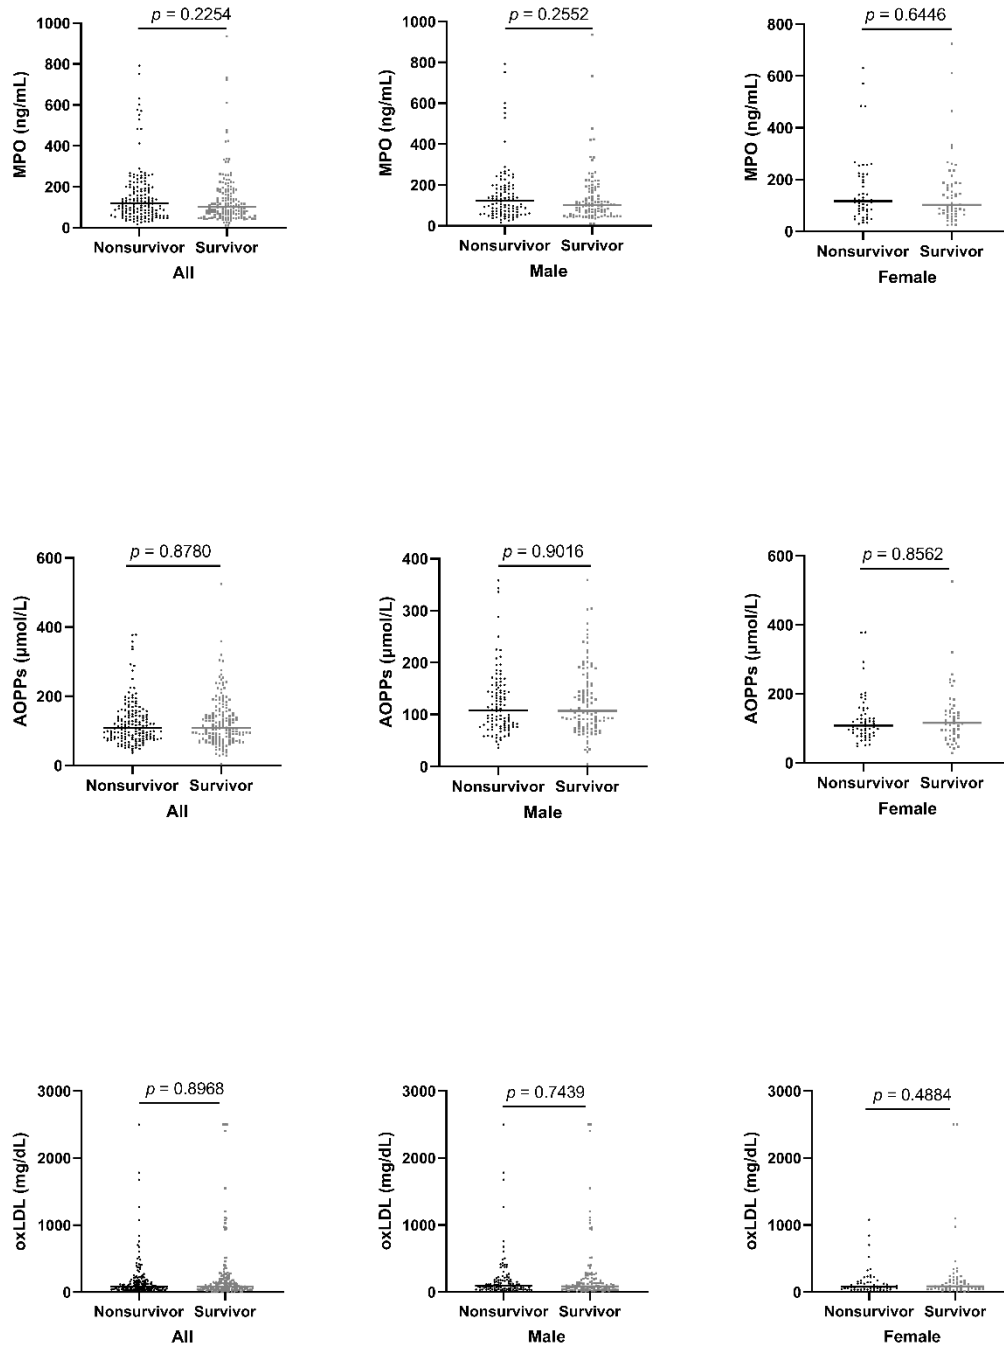 p = 0.2254
MPO (ng/mL)
1000
800
600
400
200
0
Nonsurvivor Survivor
All
p = 0.2552
MPO (ng/mL)
1000
800
600
400
200
0
Nonsurvivor Survivor
Male
p = 0.6446
MPO (ng/mL)
800
600
400
200
0
Nonsurvivor Survivor
Female
p = 0.8780
AOPPs (μmol/L)
600
400
200
0
Nonsurvivor Survivor
All
p = 0.9016
AOPPs (μmol/L)
400
300
200
100
0
Nonsurvivor Survivor
Male
p = 0.8562
AOPPs (μmol/L)
600
400
200
0
Nonsurvivor Survivor
Female
p = 0.8968
oxLDL (mg/dL)
3000
2000
1000
0
Nonsurvivor Survivor
All
p = 0.7439
oxLDL (mg/dL)
3000
2000
1000
0
Nonsurvivor Survivor
Male
p = 0.4884
oxLDL (mg/dL)
3000
2000
1000
0
Nonsurvivor Survivor
Female